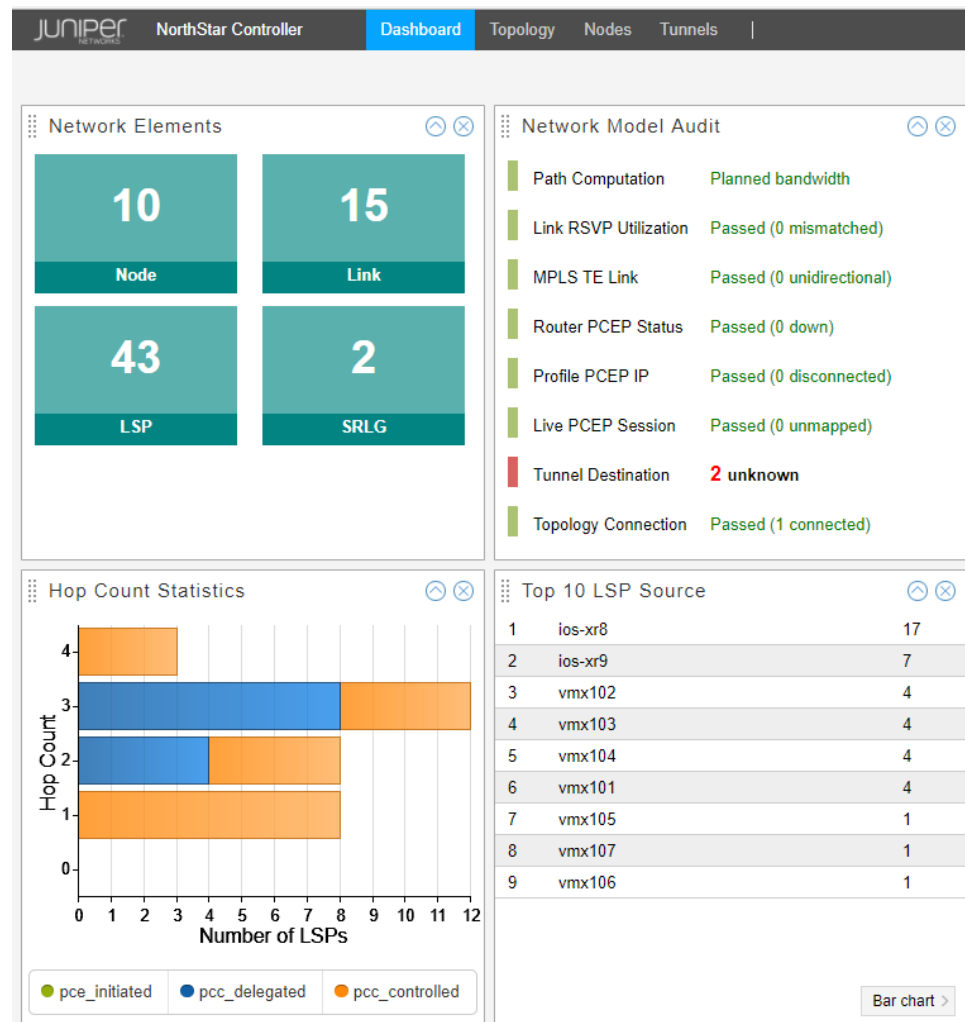 JUNIPER NETWORKS NorthStar Controller Dashboard Topology Nodes Tunnels |
Network Elements
10
Node
15
Link
43
LSP
2
SRLG
Network Model Audit
Path Computation Planned bandwidth
Link RSVP Utilization Passed (0 mismatched)
MPLS TE Link Passed (0 unidirectional)
Router PCEP Status Passed (0 down)
Profile PCEP IP Passed (0 disconnected)
Live PCEP Session Passed (0 unmapped)
Tunnel Destination 2 unknown
Topology Connection Passed (1 connected)
Hop Count Statistics
Hop Count
4
3
2
1
0
0 1 2 3 4 5 6 7 8 9 10 11 12
Number of LSPs
pce_initiated pcc_delegated pcc_controlled
Top 10 LSP Source
1 ios-xr8 17
2 ios-xr9 7
3 vmx102 4
4 vmx103 4
5 vmx104 4
6 vmx101 4
7 vmx105 1
8 vmx107 1
9 vmx106 1
Bar chart >